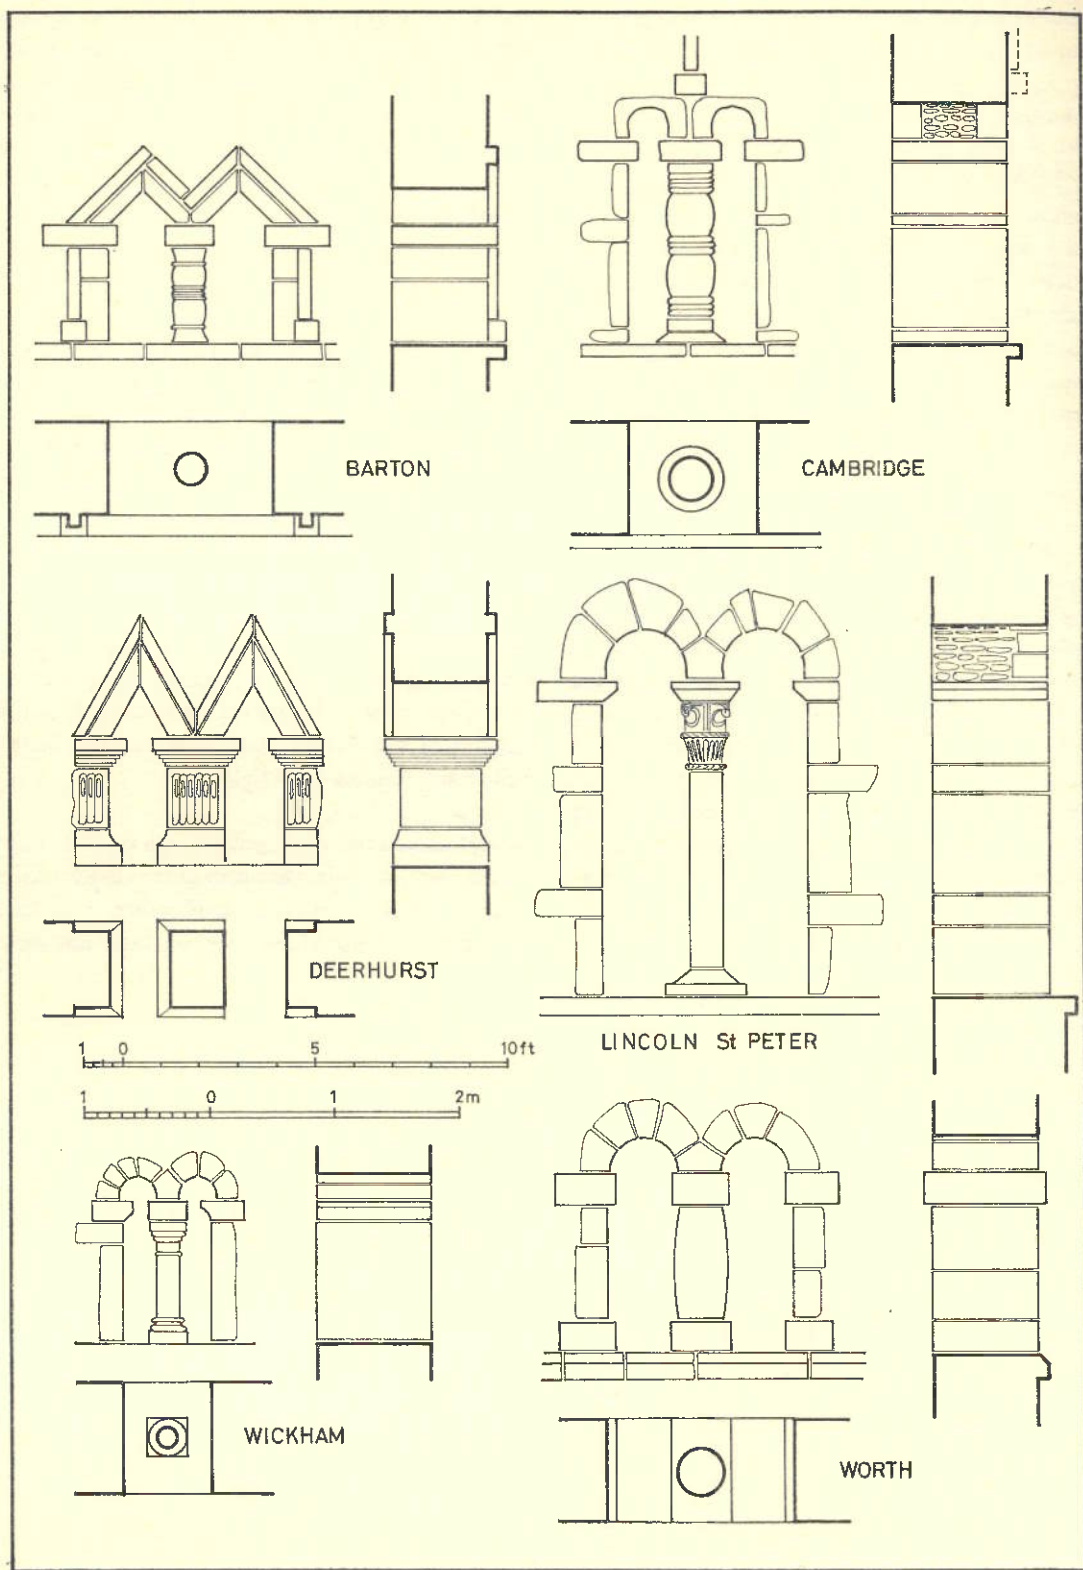 BARTON
CAMBRIDGE
DEERHURST
LINCOLN St PETER
1 0 5 10ft
1 0 1 2m
WICKHAM
WORTH